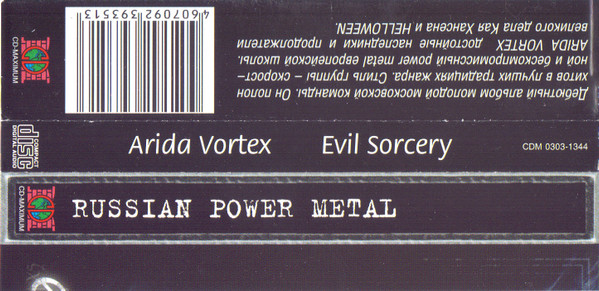 Дебютный альбом молодой московской команды. Он полон
хитов в лучших традициях жанра. Стиль группы – скорост–
ной и бескомпромиссный power metal европейской школы.
ARIDA VORTEX достойные наследники и продолжатели
великого дела Кая Хансена и HELLOWEEN.
4 607092 393513
CD-MAXIMUM
COMPACT
disc
DIGITAL AUDIO
Arida Vortex Evil Sorcery CDM 0303-1344
CD-MAXIMUM
RUSSIAN POWER METAL